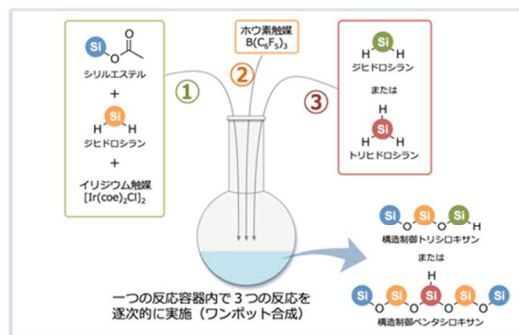 Si
O
O
シリルエステル
+
Si
H H
ジヒドロシラン
+
イリジウム触媒
[Ir(coe)₂Cl]₂
①
ホウ素触媒
B(C₆F₅)₃
②
③
Si
H H
ジヒドロシラン
または
H
Si
H H
トリヒドロシラン
一つの反応容器内で3つの反応を
逐次的に実施（ワンポット合成）
Si Si Si
O O H
構造制御トリシロキサン
または
H
Si Si Si Si Si
O O O O
構造制御ペンタシロキサン